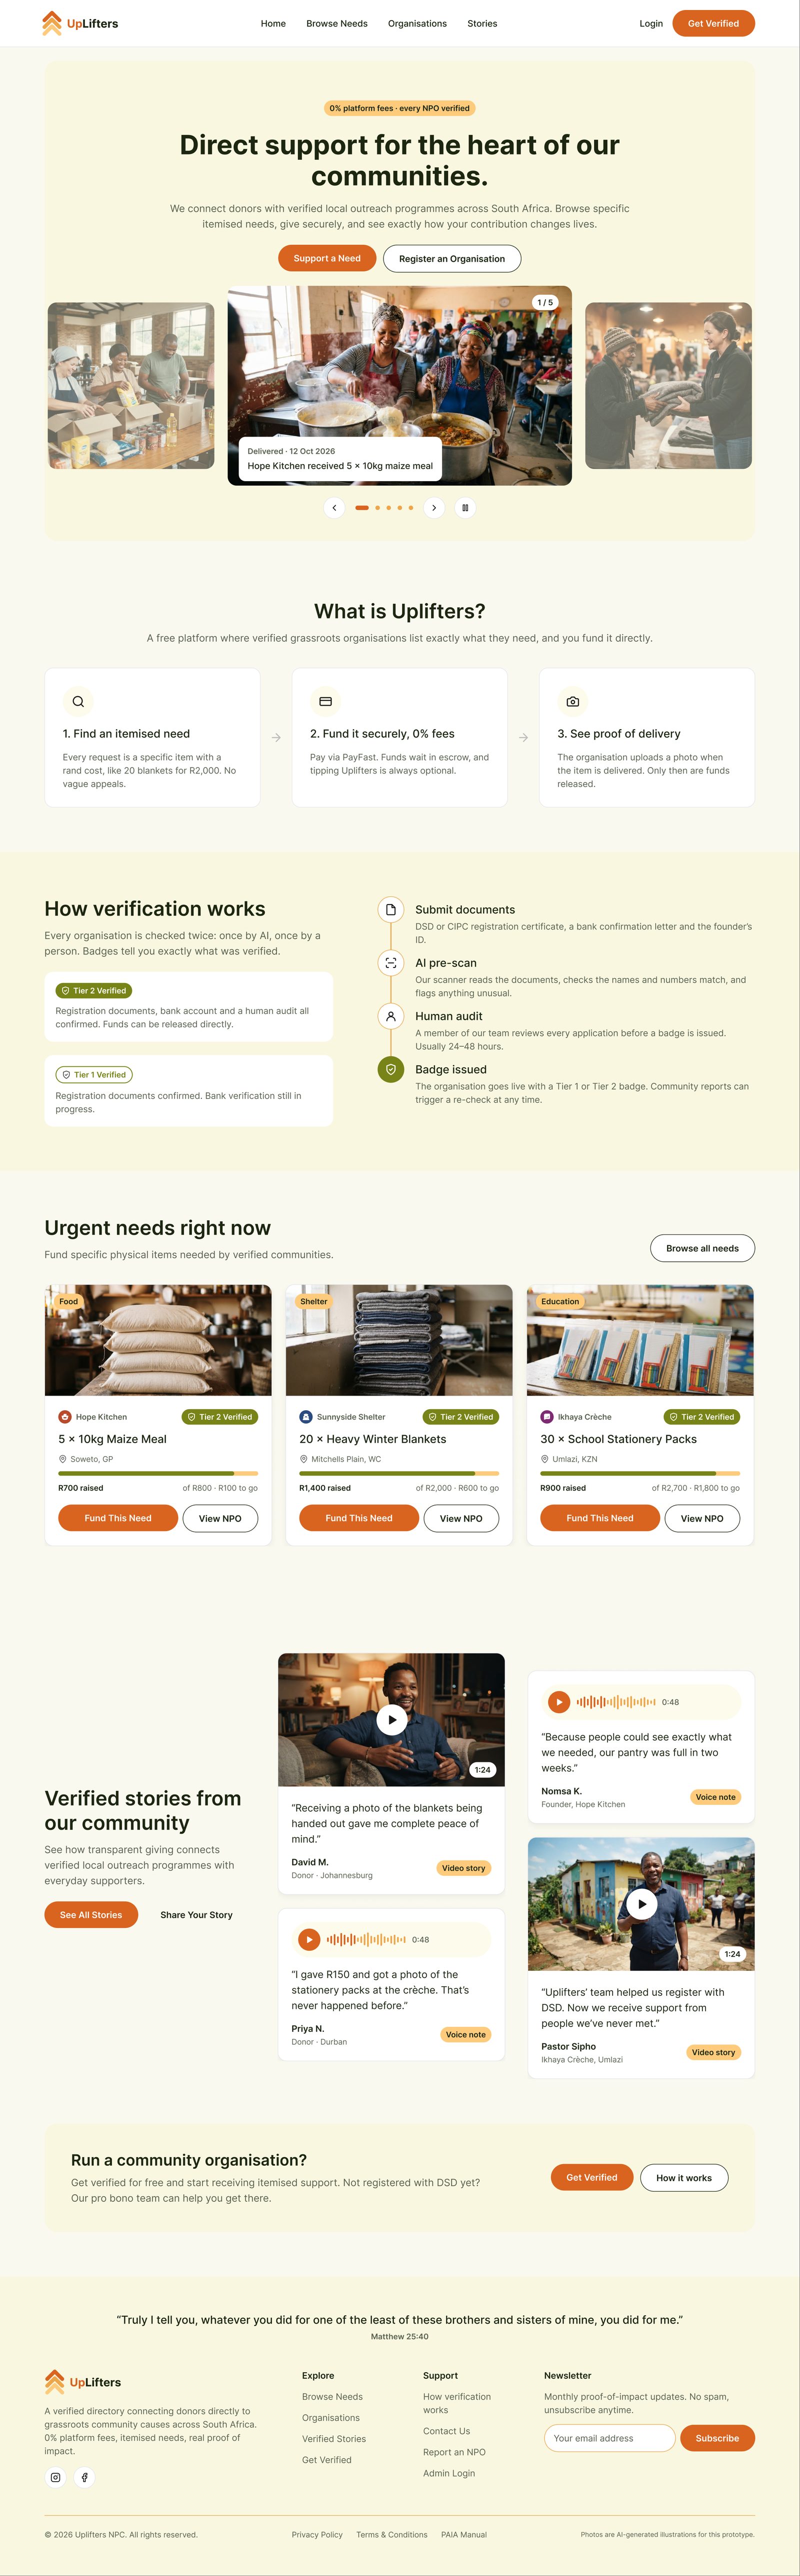 UpLifters
Home
Browse Needs
Organisations
Stories
Login
Get Verified
0% platform fees · every NPO verified
Direct support for the heart of our
communities.
We connect donors with verified local outreach programmes across South Africa. Browse specific
itemised needs, give securely, and see exactly how your contribution changes lives.
Support a Need
Register an Organisation
1 / 5
Delivered · 12 Oct 2026
Hope Kitchen received 5 × 10kg maize meal
What is Uplifters?
A free platform where verified grassroots organisations list exactly what they need, and you fund it directly.
1. Find an itemised need
Every request is a specific item with a
rand cost, like 20 blankets for R2,000. No
vague appeals.
2. Fund it securely, 0% fees
Pay via PayFast. Funds wait in escrow, and
tipping Uplifters is always optional.
3. See proof of delivery
The organisation uploads a photo when
the item is delivered. Only then are funds
released.
How verification works
Every organisation is checked twice: once by AI, once by a
person. Badges tell you exactly what was verified.
Tier 2 Verified
Registration documents, bank account and a human audit all
confirmed. Funds can be released directly.
Tier 1 Verified
Registration documents confirmed. Bank verification still in
progress.
Submit documents
DSD or CIPC registration certificate, a bank confirmation letter and the founder's
ID.
AI pre-scan
Our scanner reads the documents, checks the names and numbers match, and
flags anything unusual.
Human audit
A member of our team reviews every application before a badge is issued.
Usually 24–48 hours.
Badge issued
The organisation goes live with a Tier 1 or Tier 2 badge. Community reports can
trigger a re-check at any time.
Urgent needs right now
Fund specific physical items needed by verified communities.
Browse all needs
Food
Hope Kitchen
Tier 2 Verified
5 × 10kg Maize Meal
Soweto, GP
R700 raised
of R800 · R100 to go
Fund This Need
View NPO
Shelter
Sunnyside Shelter
Tier 2 Verified
20 × Heavy Winter Blankets
Mitchells Plain, WC
R1,400 raised
of R2,000 · R600 to go
Fund This Need
View NPO
Education
Ikhaya Crèche
Tier 2 Verified
30 × School Stationery Packs
Umlazi, KZN
R900 raised
of R2,700 · R1,800 to go
Fund This Need
View NPO
Verified stories from
our community
See how transparent giving connects
verified local outreach programmes with
everyday supporters.
See All Stories
Share Your Story
1:24
“Receiving a photo of the blankets being
handed out gave me complete peace of
mind.”
David M.
Donor · Johannesburg
Video story
0:48
“I gave R150 and got a photo of the
stationery packs at the crèche. That’s
never happened before.”
Priya N.
Donor · Durban
Voice note
0:48
“Because people could see exactly what
we needed, our pantry was full in two
weeks.”
Nomsa K.
Founder, Hope Kitchen
Voice note
1:24
“Uplifters’ team helped us register with
DSD. Now we receive support from
people we’ve never met.”
Pastor Sipho
Ikhaya Crèche, Umlazi
Video story
Run a community organisation?
Get verified for free and start receiving itemised support. Not registered with DSD yet?
Our pro bono team can help you get there.
Get Verified
How it works
“Truly I tell you, whatever you did for one of the least of these brothers and sisters of mine, you did for me.”
Matthew 25:40
UpLifters
A verified directory connecting donors directly to
grassroots community causes across South Africa.
0% platform fees, itemised needs, real proof of
impact.
Explore
Browse Needs
Organisations
Verified Stories
Get Verified
Support
How verification
works
Contact Us
Report an NPO
Admin Login
Newsletter
Monthly proof-of-impact updates. No spam,
unsubscribe anytime.
Your email address
Subscribe
© 2026 Uplifters NPC. All rights reserved.
Privacy Policy
Terms & Conditions
PAIA Manual
Photos are AI-generated illustrations for this prototype.